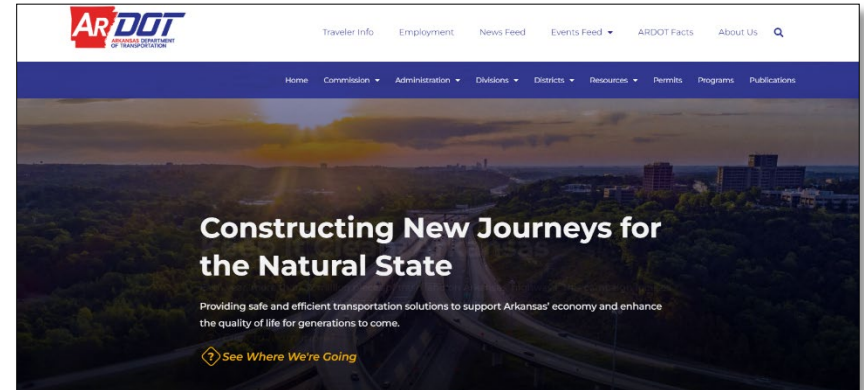 ARDOT
ARKANSAS DEPARTMENT
OF TRANSPORTATION
Traveler Info Employment News Feed Events Feed ARDOT Facts About Us
Home Commission Administration Divisions Districts Resources Permits Programs Publications
Constructing New Journeys for
the Natural State
Providing safe and efficient transportation solutions to support Arkansas' economy and enhance
the quality of life for generations to come.
? See Where We're Going